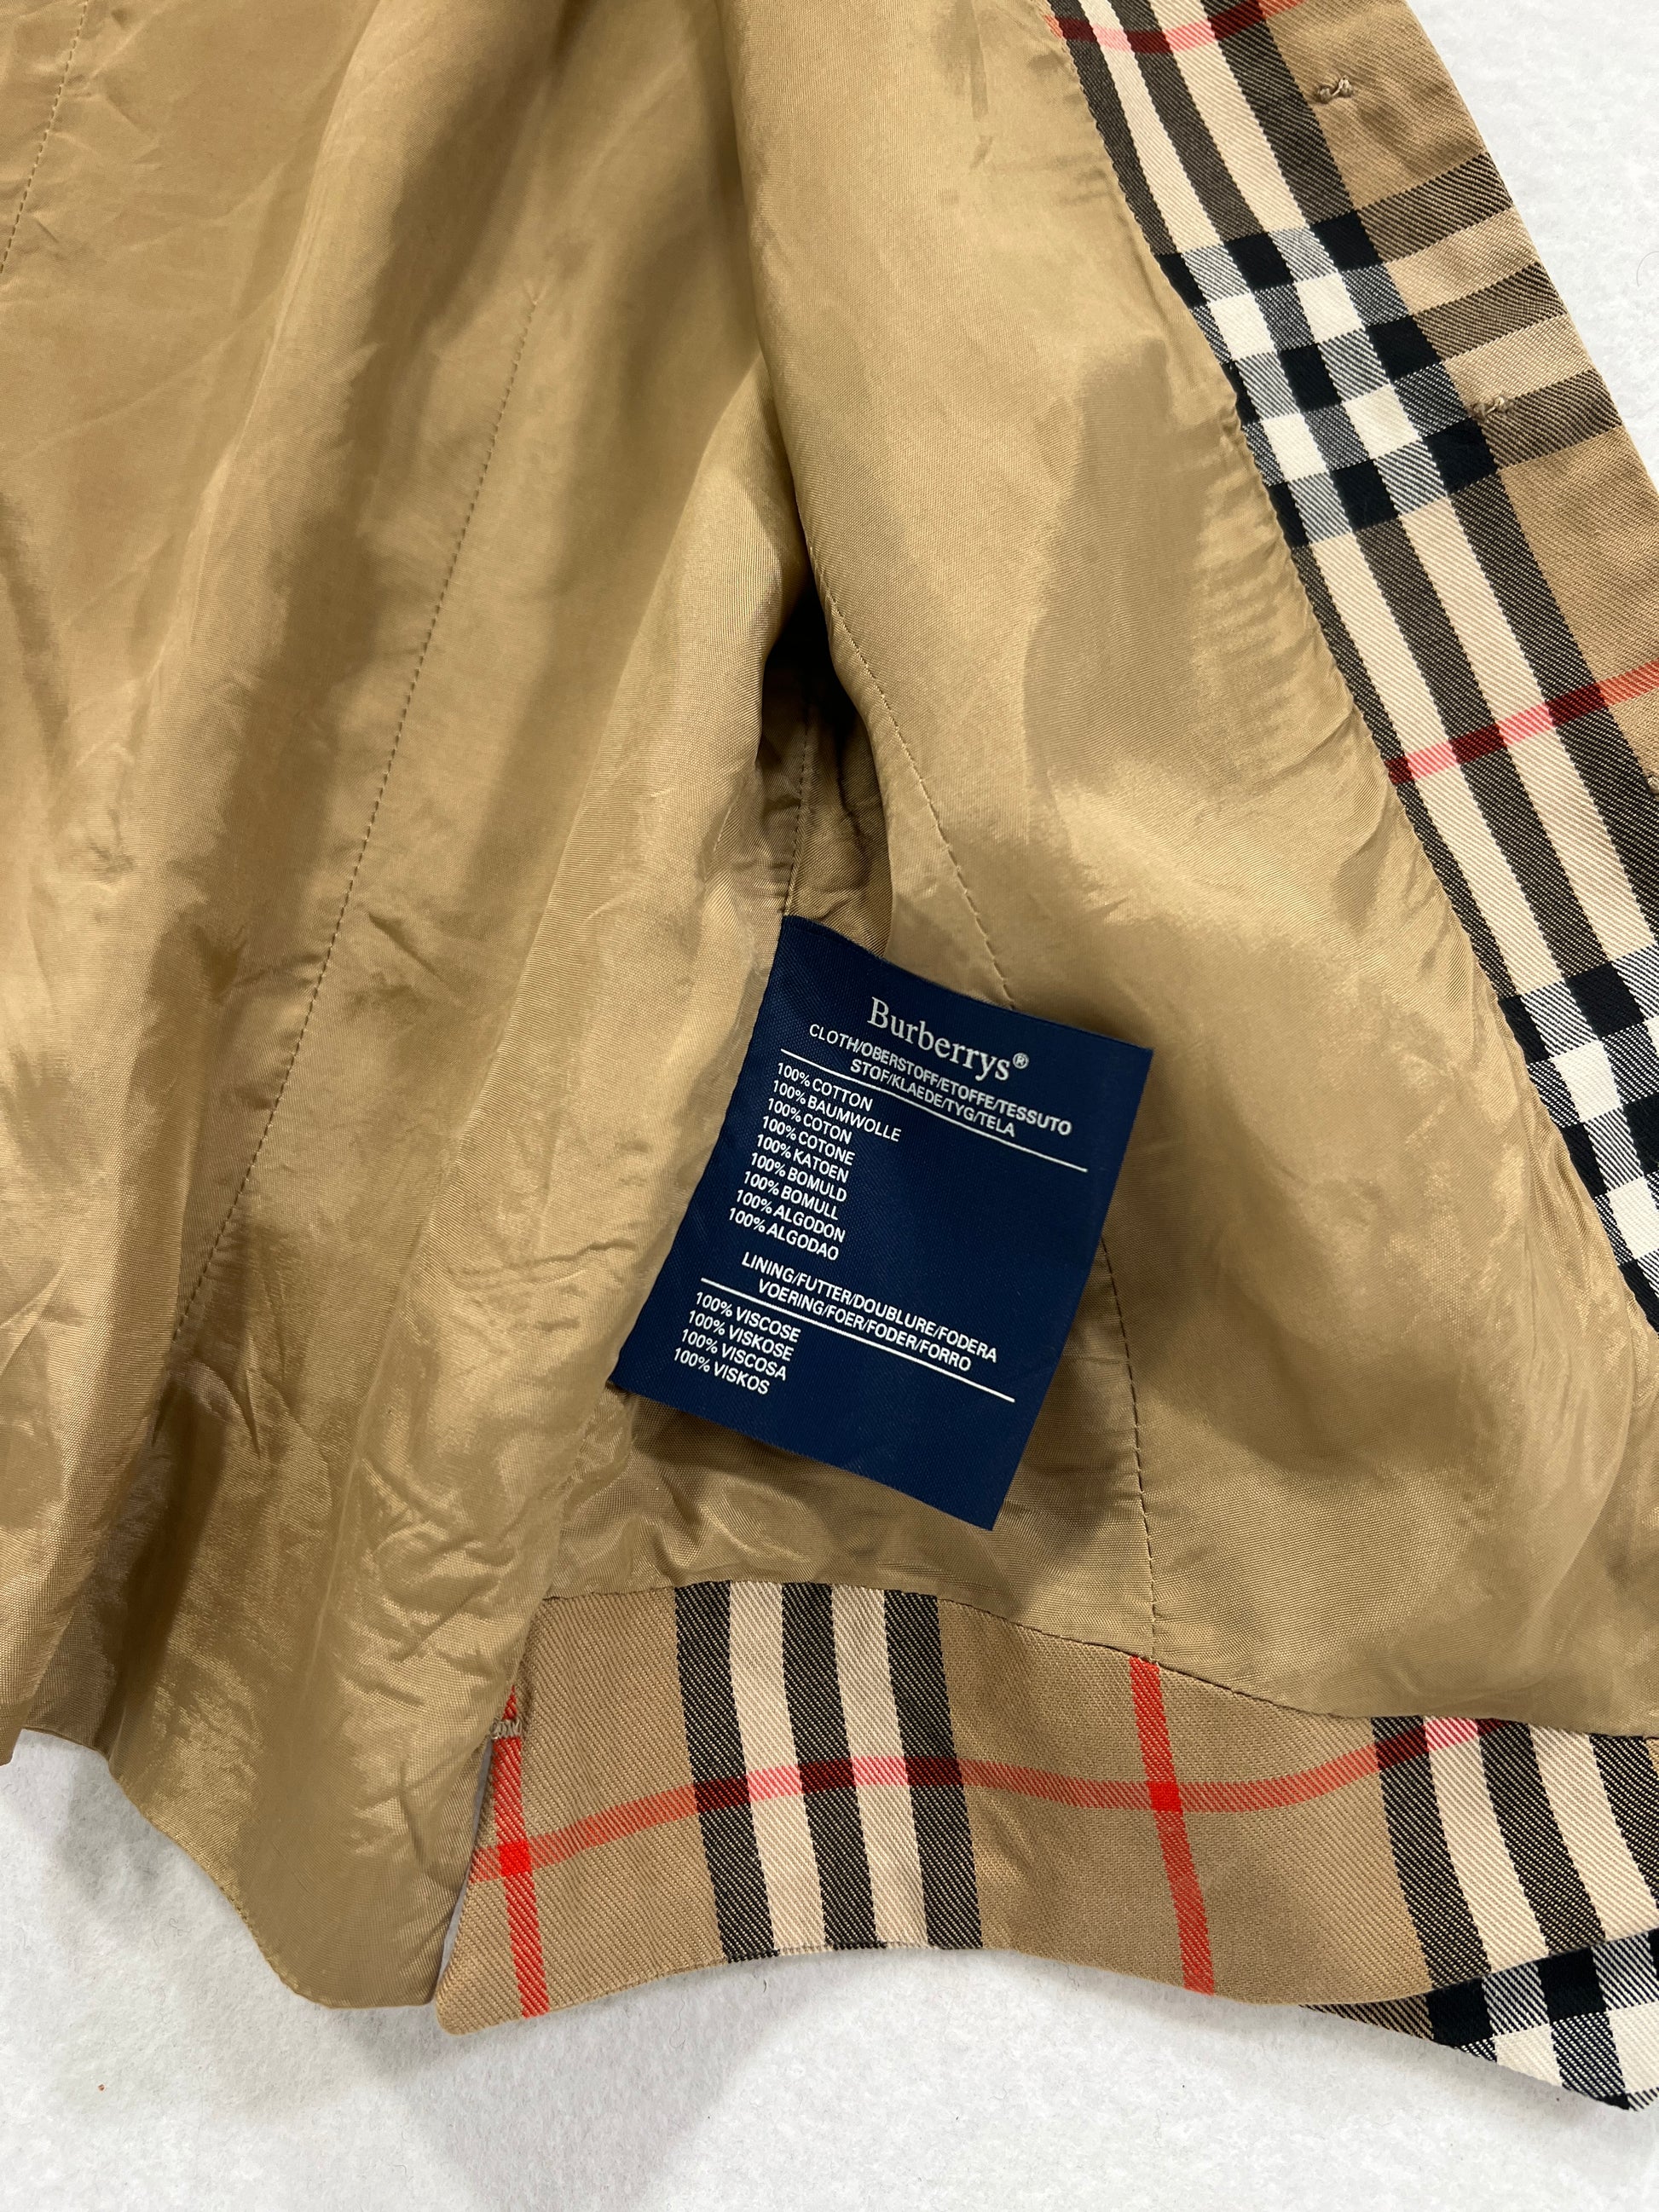 Burberrys®
CLOTH/OBERSTOFF/ETOFFE/TESSUTO
STOF/KLAEDE/TYG/TELA
100% COTTON
100% BAUMWOLLE
100% COTON
100% COTONE
100% KATOEN
100% BOMULD
100% BOMULL
100% ALGODON
100% ALGODAO
LINING/FUTTER/DOUBLURE/FODERA
VOERING/FOER/FODER/FORRO
100% VISCOSE
100% VISKOSE
100% VISCOSA
100% VISKOS